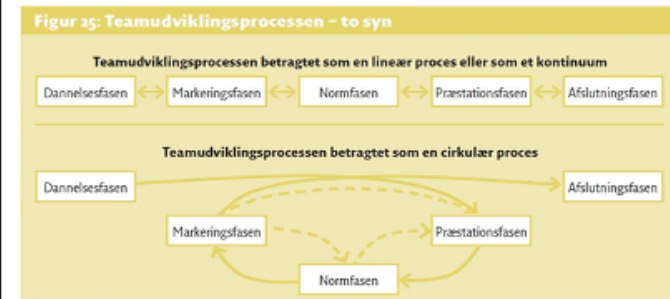 Figur 25: Teamudviklingsprocessen – to syn
Teamudviklingsprocessen betragtet som en lineær proces eller som et kontinuum
Dannelsesfasen Markeringsfasen Normfasen Præstationsfasen Afslutningsfasen
Teamudviklingsprocessen betragtet som en cirkulær proces
Dannelsesfasen Afslutningsfasen
Markeringsfasen Præstationsfasen
Normfasen